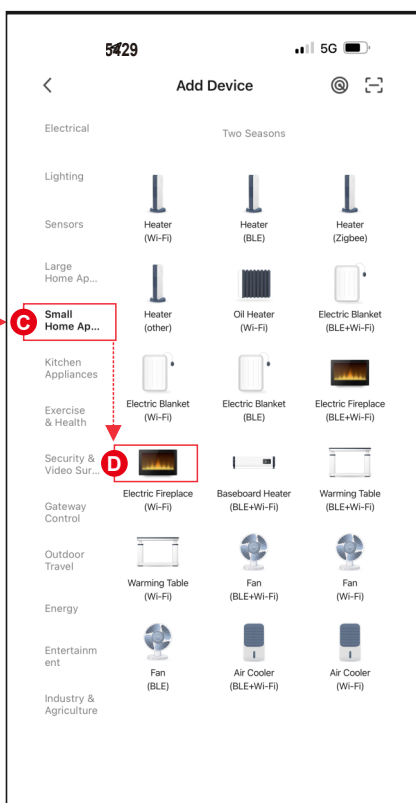 5G
Add Device
Electrical
Two Seasons
Lighting
Sensors
Heater
(Wi-Fi)
Heater
(BLE)
Heater
(Zigbee)
Large
Home Ap...
C
Small
Home Ap...
Heater
(other)
Oil Heater
(Wi-Fi)
Electric Blanket
(BLE+Wi-Fi)
Kitchen
Appliances
Exercise
& Health
Electric Blanket
(Wi-Fi)
Electric Blanket
(BLE)
Electric Fireplace
(BLE+Wi-Fi)
Security &
Video Sur...
D
Electric Fireplace
(Wi-Fi)
Baseboard Heater
(BLE+Wi-Fi)
Warming Table
(BLE+Wi-Fi)
Gateway
Control
Outdoor
Travel
Warming Table
(Wi-Fi)
Fan
(BLE+Wi-Fi)
Fan
(Wi-Fi)
Energy
Entertainm
ent
Fan
(BLE)
Air Cooler
(BLE+Wi-Fi)
Air Cooler
(Wi-Fi)
Industry &
Agriculture